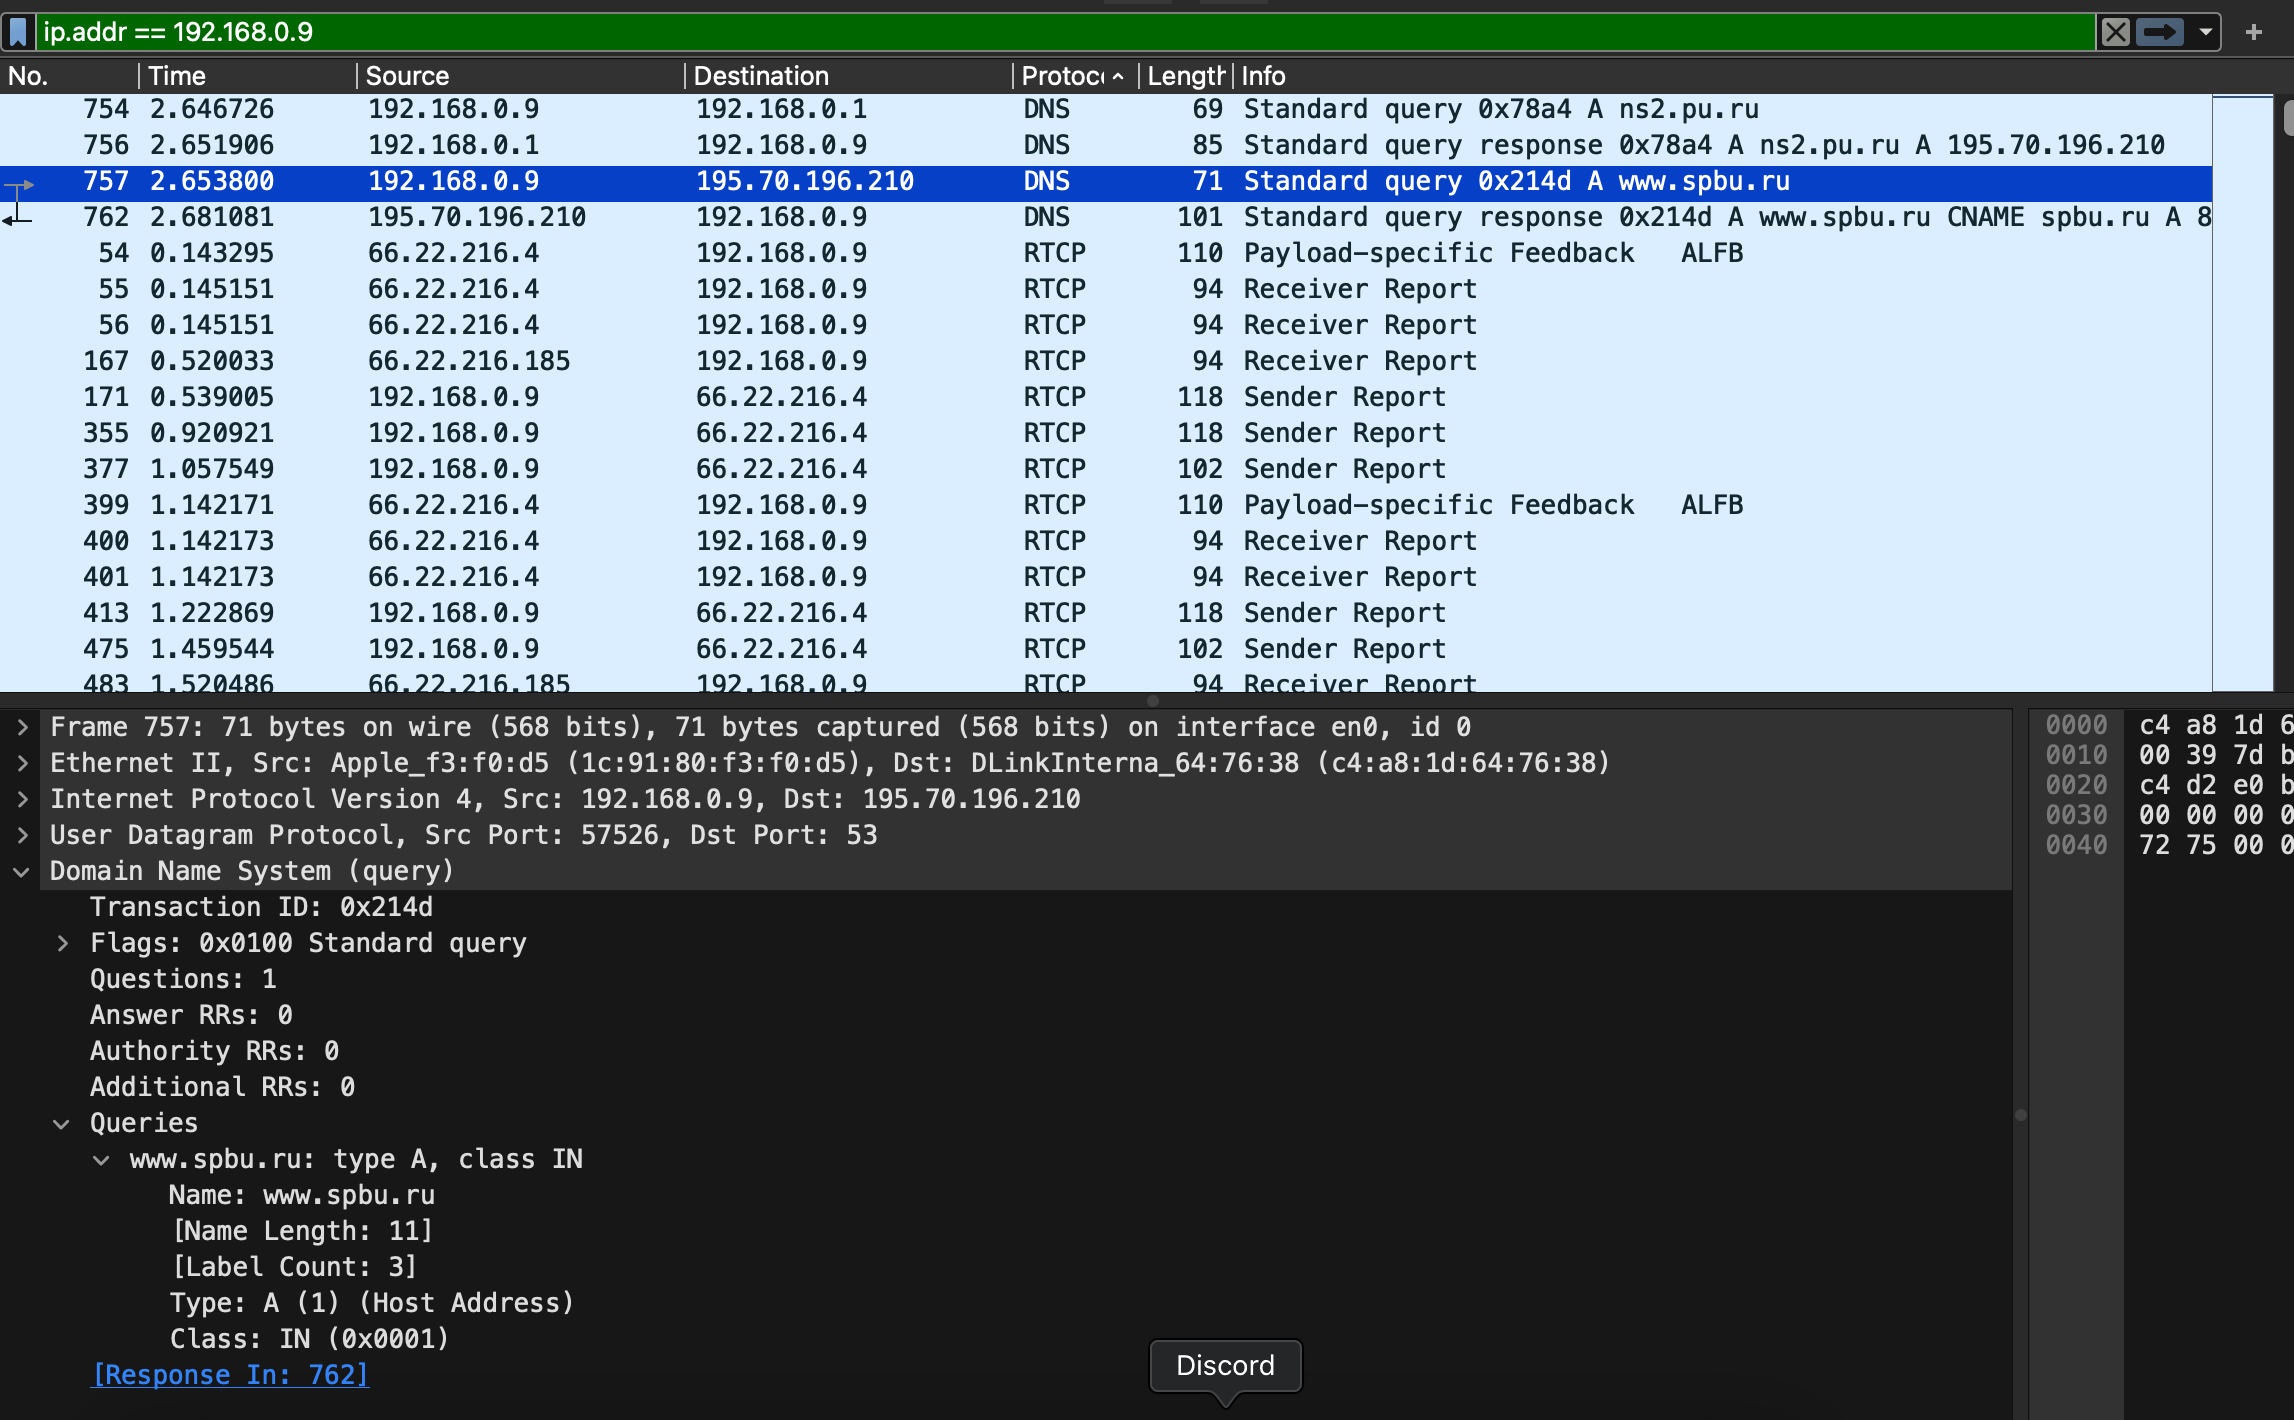 ip.addr == 192.168.0.9
No. Time Source Destination Protoc Length Info
754 2.646726 192.168.0.9 192.168.0.1 DNS 69 Standard query 0x78a4 A ns2.pu.ru
756 2.651906 192.168.0.1 192.168.0.9 DNS 85 Standard query response 0x78a4 A ns2.pu.ru A 195.70.196.210
757 2.653800 192.168.0.9 195.70.196.210 DNS 71 Standard query 0x214d A www.spbu.ru
762 2.681081 195.70.196.210 192.168.0.9 DNS 101 Standard query response 0x214d A www.spbu.ru CNAME spbu.ru A 8
54 0.143295 66.22.216.4 192.168.0.9 RTCP 110 Payload-specific Feedback ALFB
55 0.145151 66.22.216.4 192.168.0.9 RTCP 94 Receiver Report
56 0.145151 66.22.216.4 192.168.0.9 RTCP 94 Receiver Report
167 0.520033 66.22.216.185 192.168.0.9 RTCP 94 Receiver Report
171 0.539005 192.168.0.9 66.22.216.4 RTCP 118 Sender Report
355 0.920921 192.168.0.9 66.22.216.4 RTCP 118 Sender Report
377 1.057549 192.168.0.9 66.22.216.4 RTCP 102 Sender Report
399 1.142171 66.22.216.4 192.168.0.9 RTCP 110 Payload-specific Feedback ALFB
400 1.142173 66.22.216.4 192.168.0.9 RTCP 94 Receiver Report
401 1.142173 66.22.216.4 192.168.0.9 RTCP 94 Receiver Report
413 1.222869 192.168.0.9 66.22.216.4 RTCP 118 Sender Report
475 1.459544 192.168.0.9 66.22.216.4 RTCP 102 Sender Report
483 1.520486 66.22.216.185 192.168.0.9 RTCP 94 Receiver Report
Frame 757: 71 bytes on wire (568 bits), 71 bytes captured (568 bits) on interface en0, id 0
Ethernet II, Src: Apple_f3:f0:d5 (1c:91:80:f3:f0:d5), Dst: DLinkInterna_64:76:38 (c4:a8:1d:64:76:38)
Internet Protocol Version 4, Src: 192.168.0.9, Dst: 195.70.196.210
User Datagram Protocol, Src Port: 57526, Dst Port: 53
Domain Name System (query)
Transaction ID: 0x214d
Flags: 0x0100 Standard query
Questions: 1
Answer RRs: 0
Authority RRs: 0
Additional RRs: 0
Queries
www.spbu.ru: type A, class IN
Name: www.spbu.ru
[Name Length: 11]
[Label Count: 3]
Type: A (1) (Host Address)
Class: IN (0x0001)
[Response In: 762]
0000 c4 a8 1d 6
0010 00 39 7d b
0020 c4 d2 e0 b
0030 00 00 00 0
0040 72 75 00 0
Discord